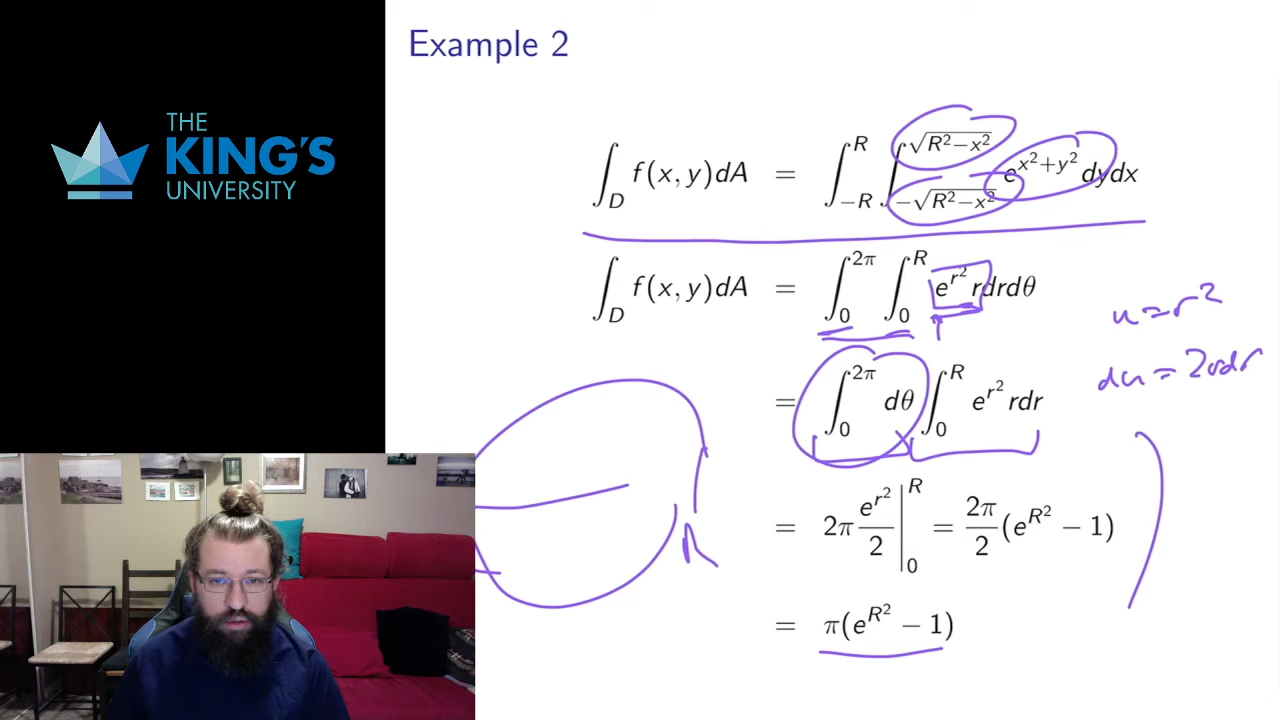 THE
KING'S
UNIVERSITY
Example 2
∫_D f(x, y)dA = ∫_{−R}^{R} ∫_{−√(R²−x²)}^{√(R²−x²)} e^{x²+y²} dydx
∫_D f(x, y)dA = ∫_0^{2π} ∫_0^R e^{r²} rdrdθ
u = r²
du = 2rdr
= ∫_0^{2π} dθ ∫_0^R e^{r²} rdr
= 2π e^{r²}/2 |_0^R = 2π/2 (e^{R²} − 1)
R
= π(e^{R²} − 1)